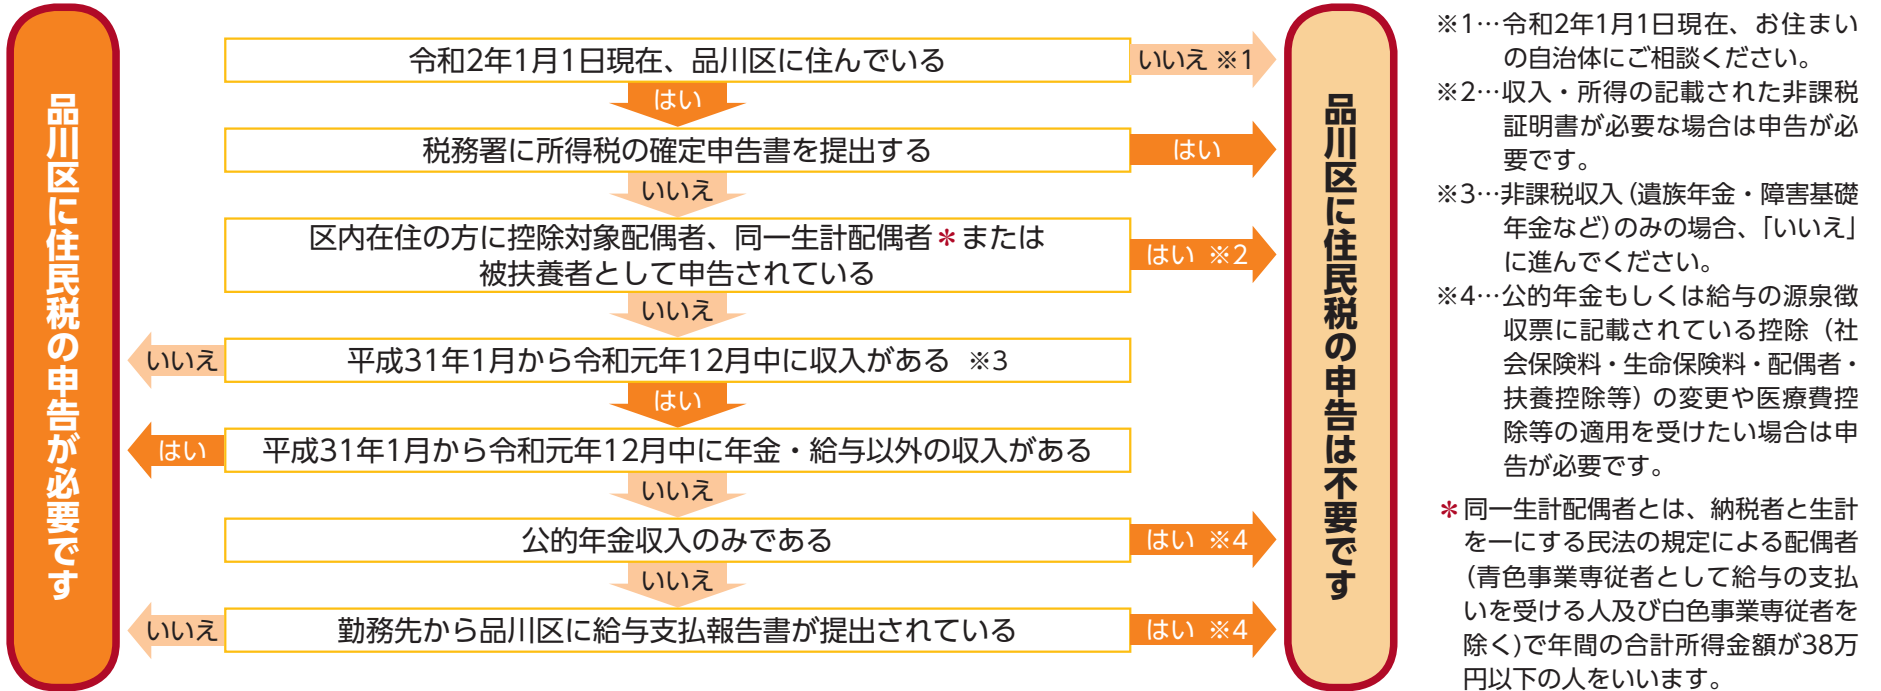 品川区に住民税の申告が必要です
令和2年1月1日現在、品川区に住んでいる
いいえ ※1
はい
税務署に所得税の確定申告書を提出する
はい
いいえ
区内在住の方に控除対象配偶者、同一生計配偶者＊または
被扶養者として申告されている
はい ※2
いいえ
いいえ
平成31年1月から令和元年12月中に収入がある ※3
はい
はい
平成31年1月から令和元年12月中に年金・給与以外の収入がある
いいえ
公的年金収入のみである
はい ※4
いいえ
いいえ
勤務先から品川区に給与支払報告書が提出されている
はい ※4
品川区に住民税の申告は不要です
※1…令和2年1月1日現在、お住まい
の自治体にご相談ください。
※2…収入・所得の記載された非課税
証明書が必要な場合は申告が必
要です。
※3…非課税収入（遺族年金・障害基礎
年金など）のみの場合、「いいえ」
に進んでください。
※4…公的年金もしくは給与の源泉徴
収票に記載されている控除（社
会保険料・生命保険料・配偶者・
扶養控除等）の変更や医療費控
除等の適用を受けたい場合は申
告が必要です。
＊同一生計配偶者とは、納税者と生計
を一にする民法の規定による配偶者
（青色事業専従者として給与の支払
いを受ける人及び白色事業専従者を
除く)で年間の合計所得金額が38万
円以下の人をいいます。